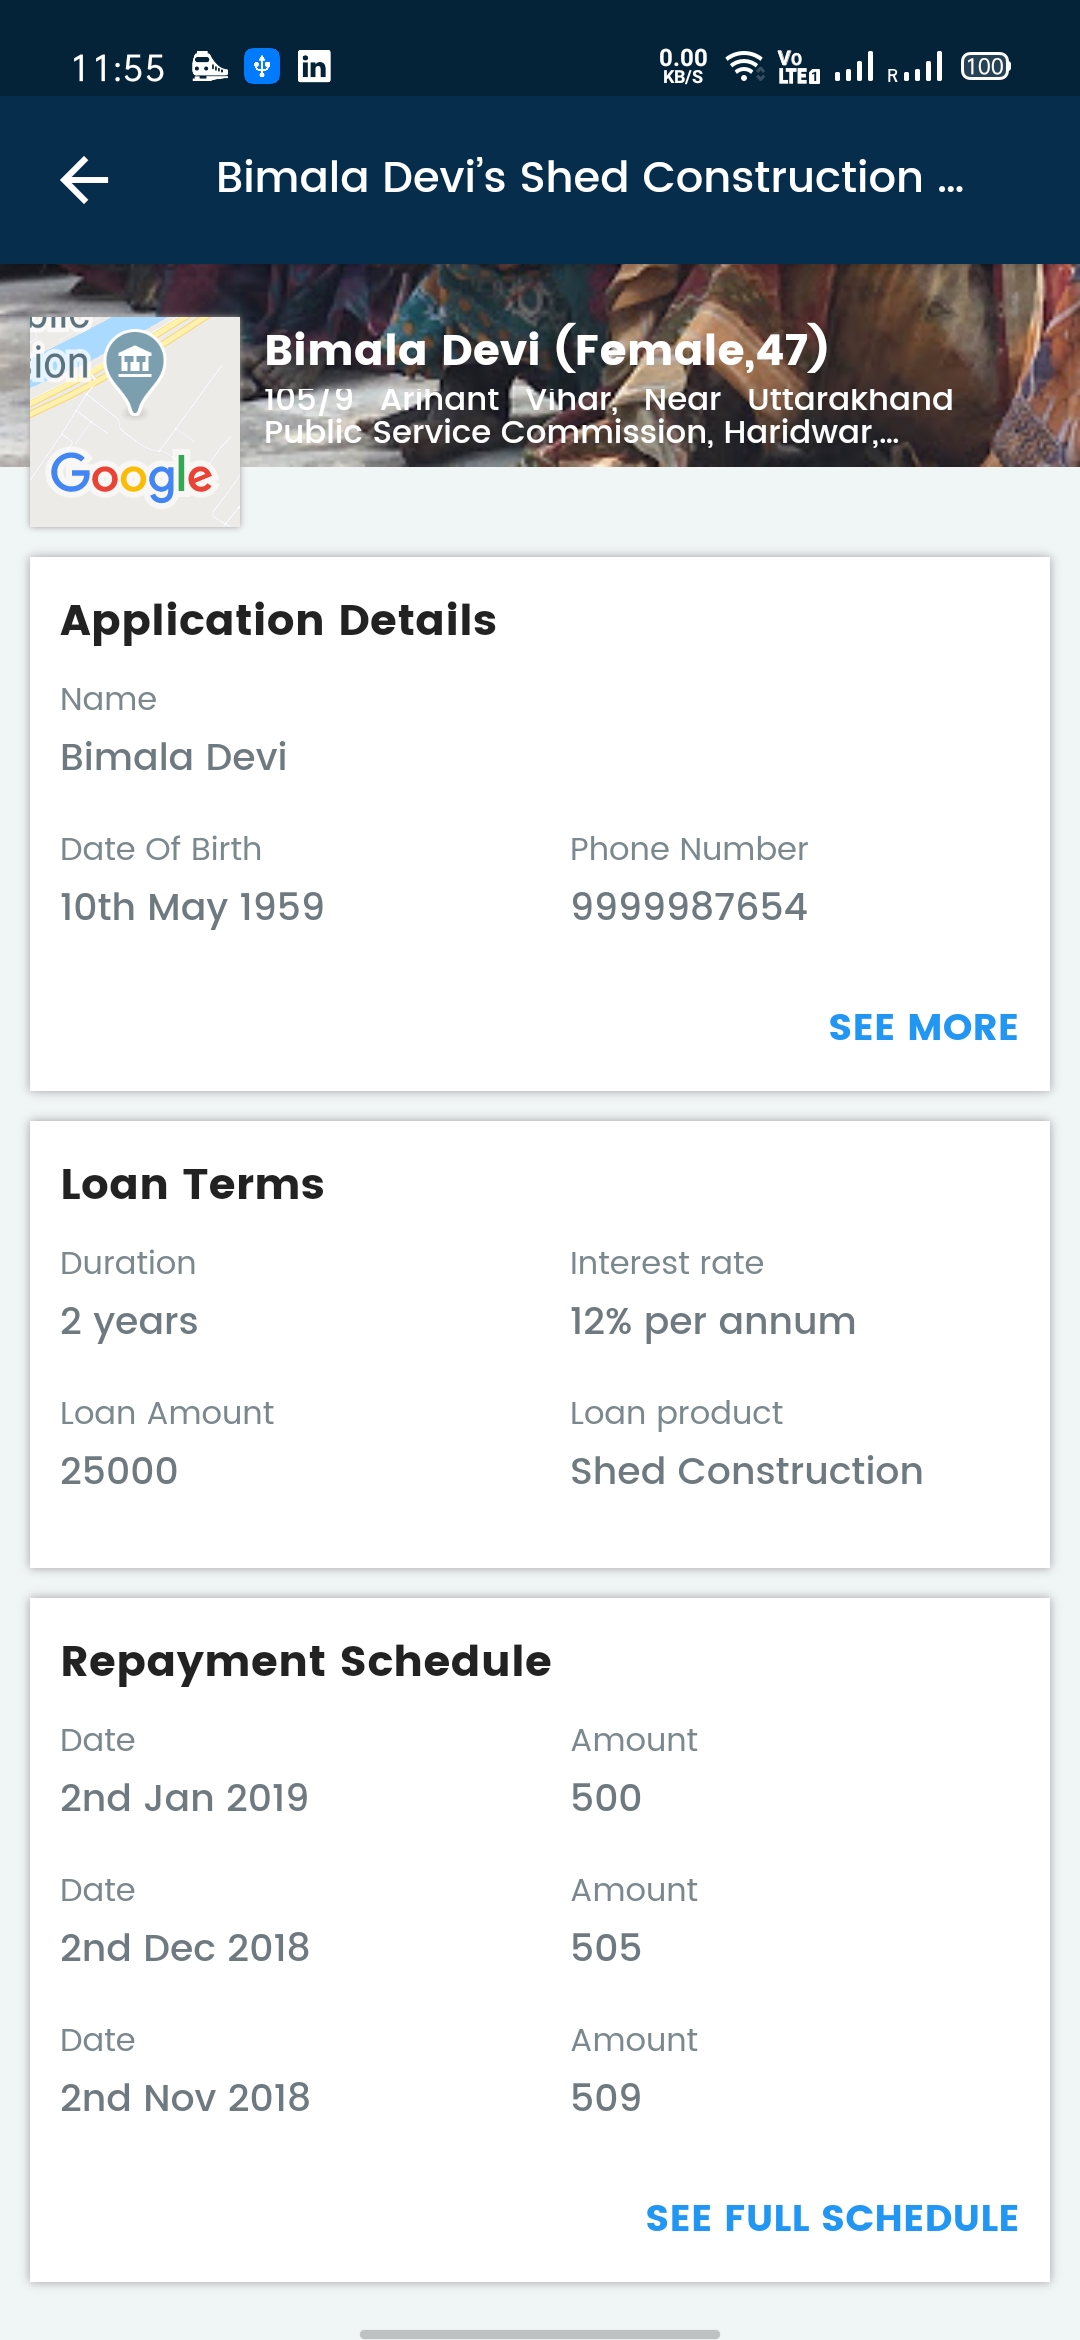 11:55 in 0.00 KB/S Vo LTE1 R 100
Bimala Devi's Shed Construction ...
ion
Google
Bimala Devi (Female,47)
105/9 Arihant Vihar, Near Uttarakhand
Public Service Commission, Haridwar,...
Application Details
Name
Bimala Devi
Date Of Birth Phone Number
10th May 1959 9999987654
SEE MORE
Loan Terms
Duration Interest rate
2 years 12% per annum
Loan Amount Loan product
25000 Shed Construction
Repayment Schedule
Date Amount
2nd Jan 2019 500
Date Amount
2nd Dec 2018 505
Date Amount
2nd Nov 2018 509
SEE FULL SCHEDULE